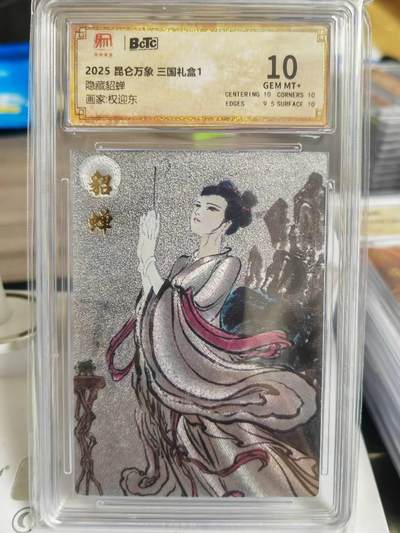 BCTC
2025 昆仑万象 三国礼盒1
隐藏貂蝉
画家:权迎东
10
GEM MT+
CENTERING 10 CORNERS 10
EDGES 9.5 SURFACE 10
貂
蝉